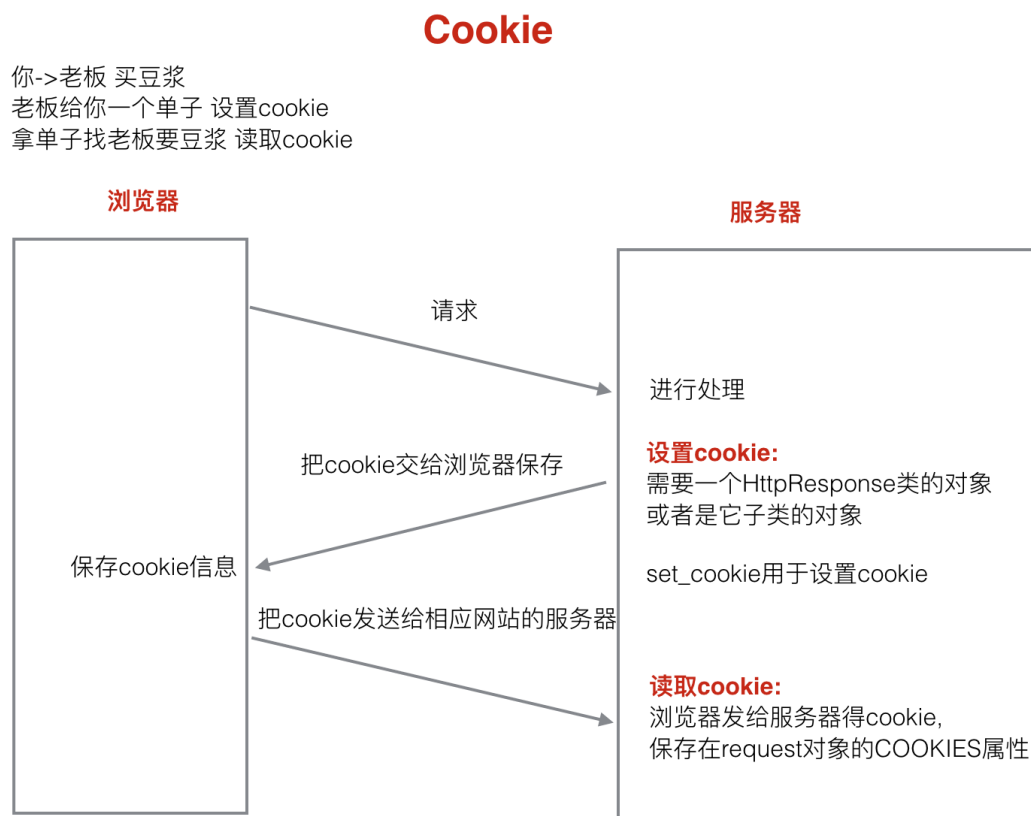 Cookie
你->老板 买豆浆
老板给你一个单子 设置cookie
拿单子找老板要豆浆 读取cookie
浏览器
服务器
请求
进行处理
把cookie交给浏览器保存
设置cookie:
需要一个HttpResponse类的对象
或者是它子类的对象
保存cookie信息
set_cookie用于设置cookie
把cookie发送给相应网站的服务器
读取cookie:
浏览器发给服务器得cookie,
保存在request对象的COOKIES属性